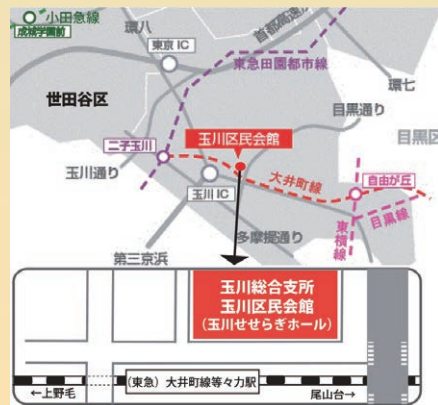 小田急線
成城学園前
環八
東京IC
首都高速
東急田園都市線
環七
世田谷区
目黒通り
目黒区
二子玉川
玉川区民会館
玉川通り
大井町線
自由が丘
玉川IC
目黒線
東横線
多摩提通り
第三京浜
玉川総合支所
玉川区民会館
(玉川せせらぎホール)
(東急)大井町線等々力駅
←上野毛
尾山台→